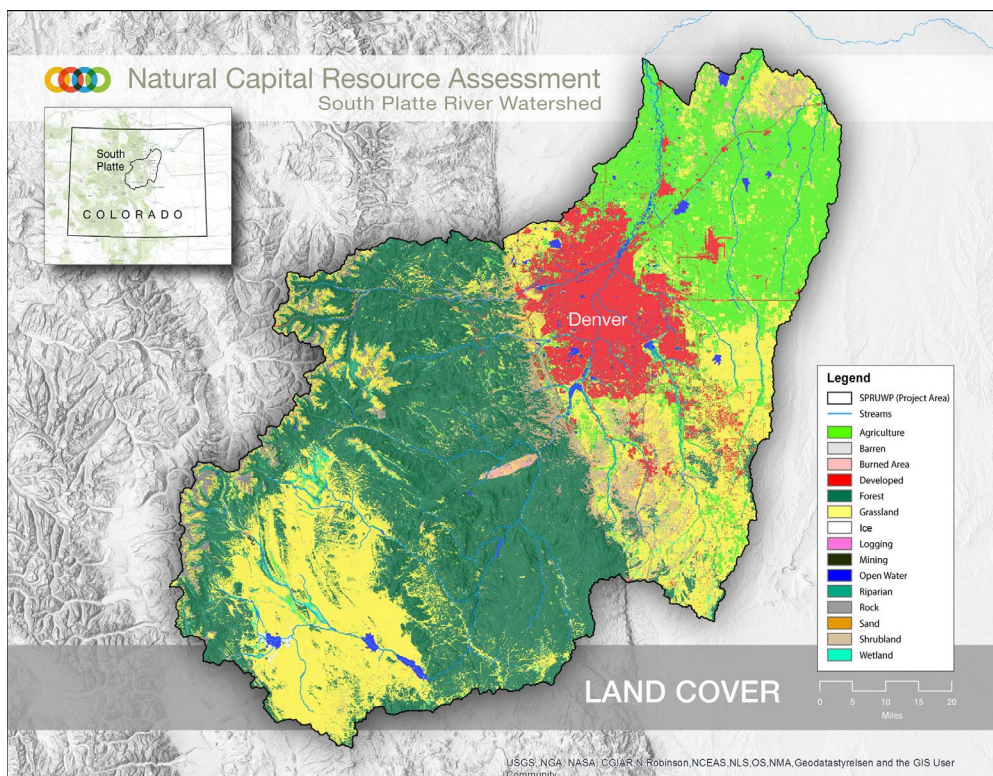 Natural Capital Resource Assessment
South Platte River Watershed
South
Platte
COLORADO
Denver
Legend
SPRUWP (Project Area)
Streams
Agriculture
Barren
Burned Area
Developed
Forest
Grassland
Ice
Logging
Mining
Open Water
Riparian
Rock
Sand
Shrubland
Wetland
LAND COVER
0 5 10 15 20
Miles
USGS, NGA, NASA, CGIAR,N Robinson,NCEAS,NLS,OS,NMA,Geodatastyrelsen and the GIS User
Community